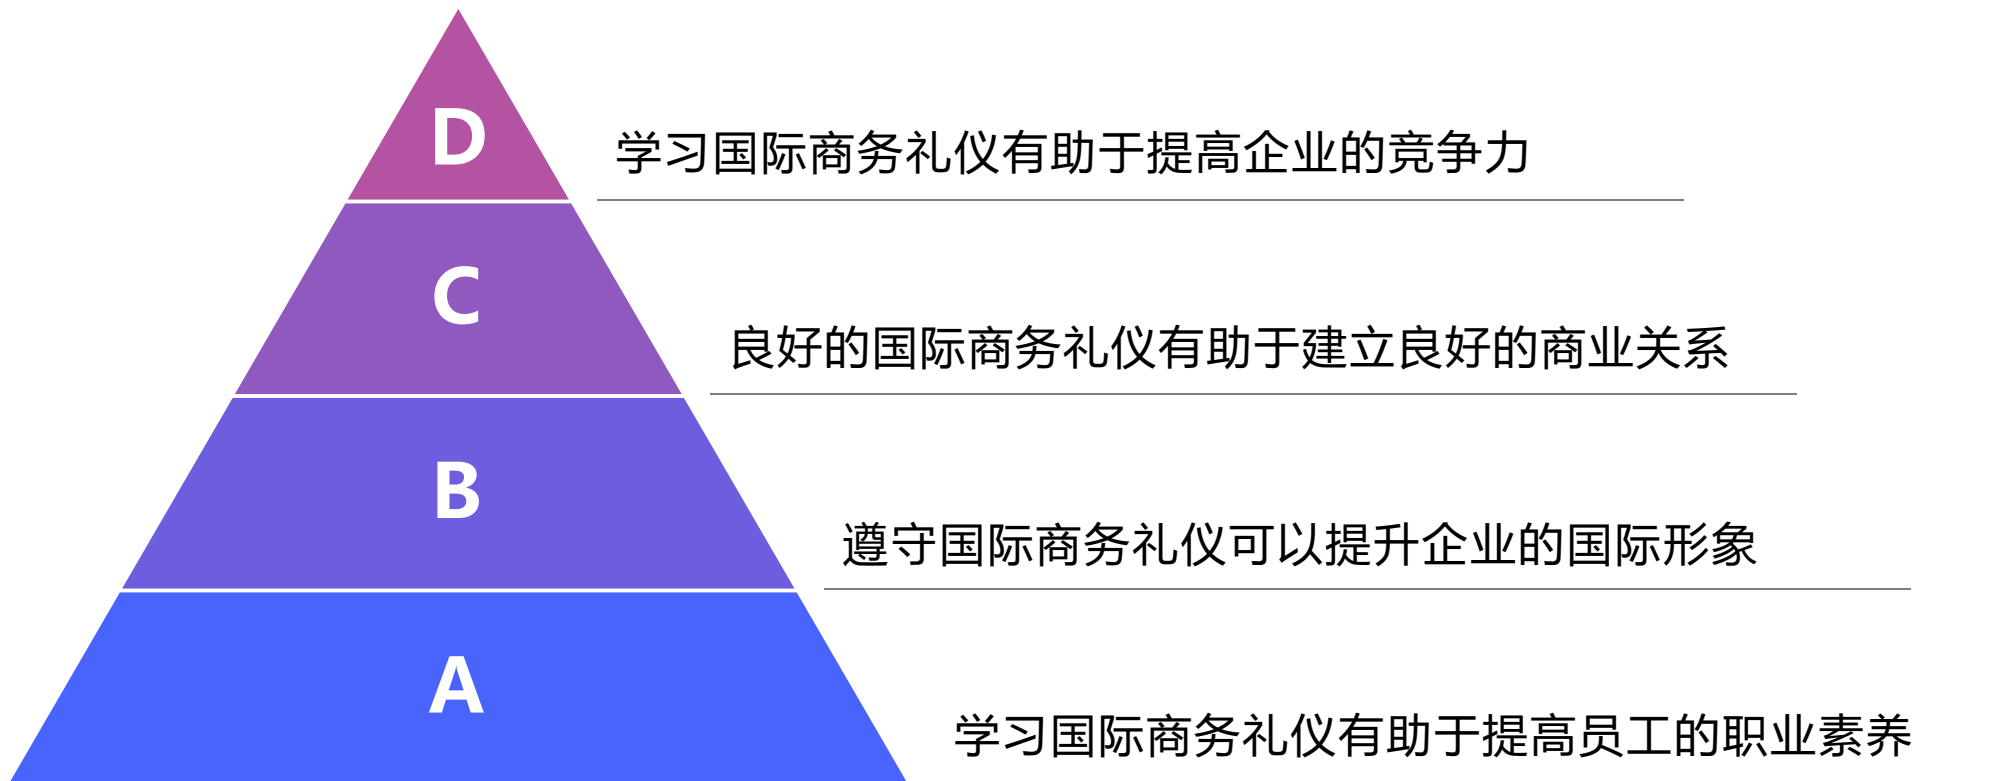 D
学习国际商务礼仪有助于提高企业的竞争力
C
良好的国际商务礼仪有助于建立良好的商业关系
B
遵守国际商务礼仪可以提升企业的国际形象
A
学习国际商务礼仪有助于提高员工的职业素养